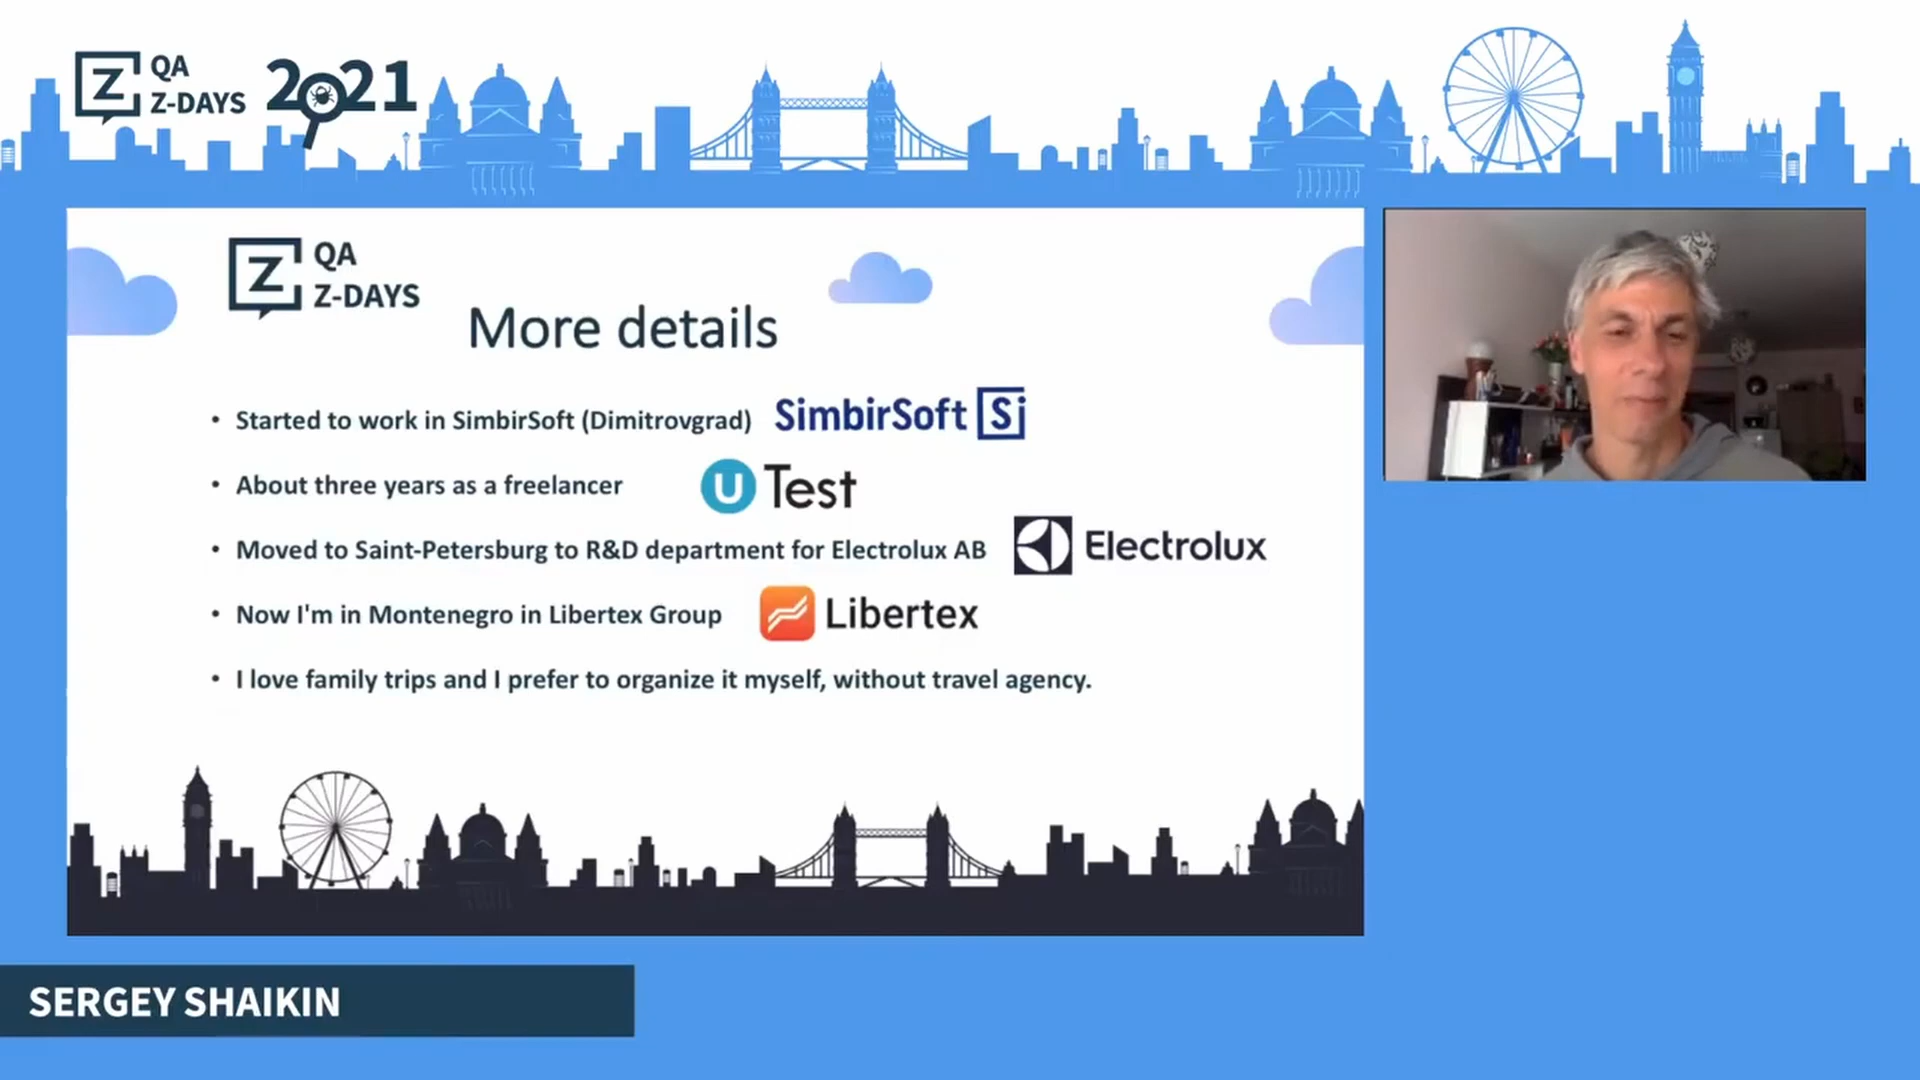 Z QA
Z-DAYS 2021
Z QA
Z-DAYS
More details
• Started to work in SimbirSoft (Dimitrovgrad) SimbirSoft Si
• About three years as a freelancer U Test
• Moved to Saint-Petersburg to R&D department for Electrolux AB Electrolux
• Now I'm in Montenegro in Libertex Group Libertex
• I love family trips and I prefer to organize it myself, without travel agency.
SERGEY SHAIKIN